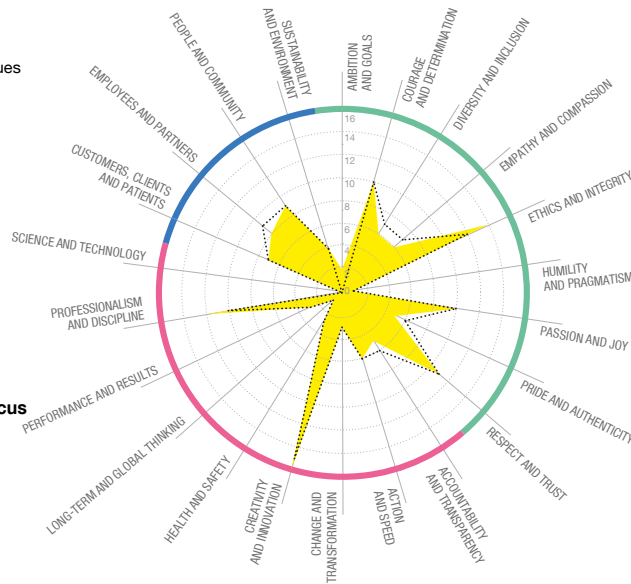 ues
cus
AMBITION
AND GOALS
COURAGE
AND DETERMINATION
DIVERSITY AND INCLUSION
EMPATHY AND COMPASSION
ETHICS AND INTEGRITY
HUMILITY
AND PRAGMATISM
PASSION AND JOY
PRIDE AND AUTHENTICITY
RESPECT AND TRUST
ACCOUNTABILITY
AND TRANSPARENCY
ACTION
AND SPEED
CHANGE AND
TRANSFORMATION
CREATIVITY
AND INNOVATION
HEALTH AND SAFETY
LONG-TERM AND GLOBAL THINKING
PERFORMANCE AND RESULTS
PROFESSIONALISM
AND DISCIPLINE
SCIENCE AND TECHNOLOGY
CUSTOMERS, CLIENTS
AND PATIENTS
EMPLOYEES AND PARTNERS
PEOPLE AND COMMUNITY
SUSTAINABILITY
AND ENVIRONMENT
16
14
12
10
8
6
4